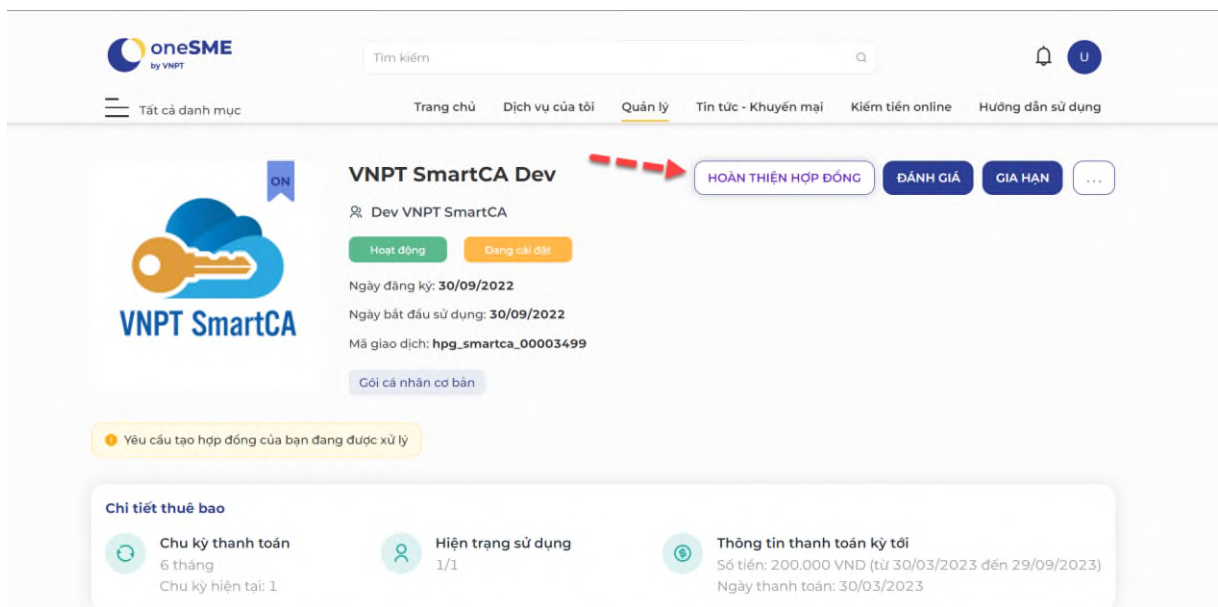 oneSME
by VNPT
Tìm kiếm
U
Tất cả danh mục
Trang chủ Dịch vụ của tôi Quản lý Tin tức - Khuyến mại Kiếm tiền online Hướng dẫn sử dụng
ON
VNPT SmartCA
VNPT SmartCA Dev
HOÀN THIỆN HỢP ĐỒNG ĐÁNH GIÁ GIA HẠN ...
Dev VNPT SmartCA
Hoạt động Đang cài đặt
Ngày đăng ký: 30/09/2022
Ngày bắt đầu sử dụng: 30/09/2022
Mã giao dịch: hpg_smartca_00003499
Gói cá nhân cơ bản
Yêu cầu tạo hợp đồng của bạn đang được xử lý
Chi tiết thuê bao
Chu kỳ thanh toán
6 tháng
Chu kỳ hiện tại: 1
Hiện trạng sử dụng
1/1
Thông tin thanh toán kỳ tới
Số tiền: 200.000 VND (từ 30/03/2023 đến 29/09/2023)
Ngày thanh toán: 30/03/2023